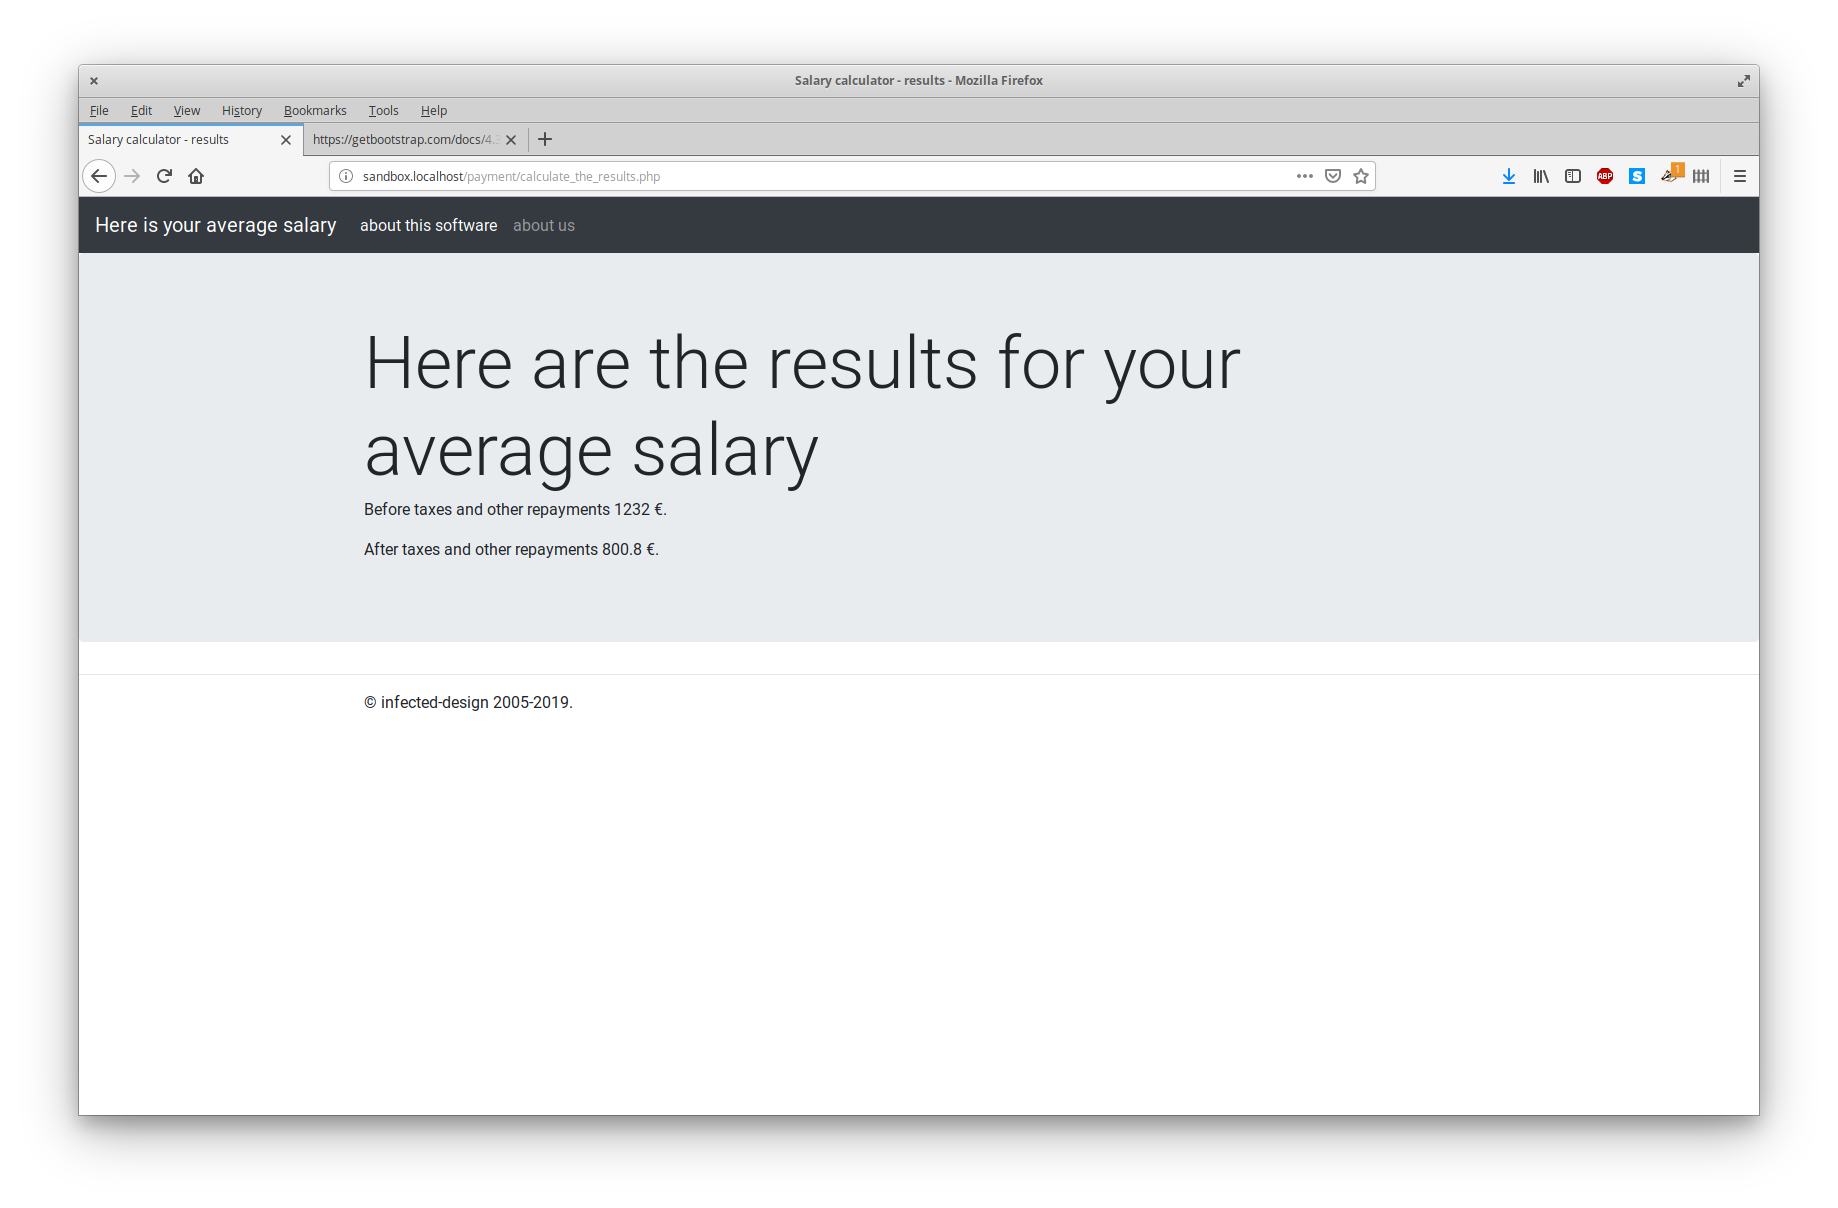 Salary calculator - results - Mozilla Firefox
File Edit View History Bookmarks Tools Help
Salary calculator - results https://getbootstrap.com/docs/4.
sandbox.localhost/payment/calculate_the_results.php
ABP S 1
Here is your average salary about this software about us
Here are the results for your
average salary
Before taxes and other repayments 1232 €.
After taxes and other repayments 800.8 €.
© infected-design 2005-2019.